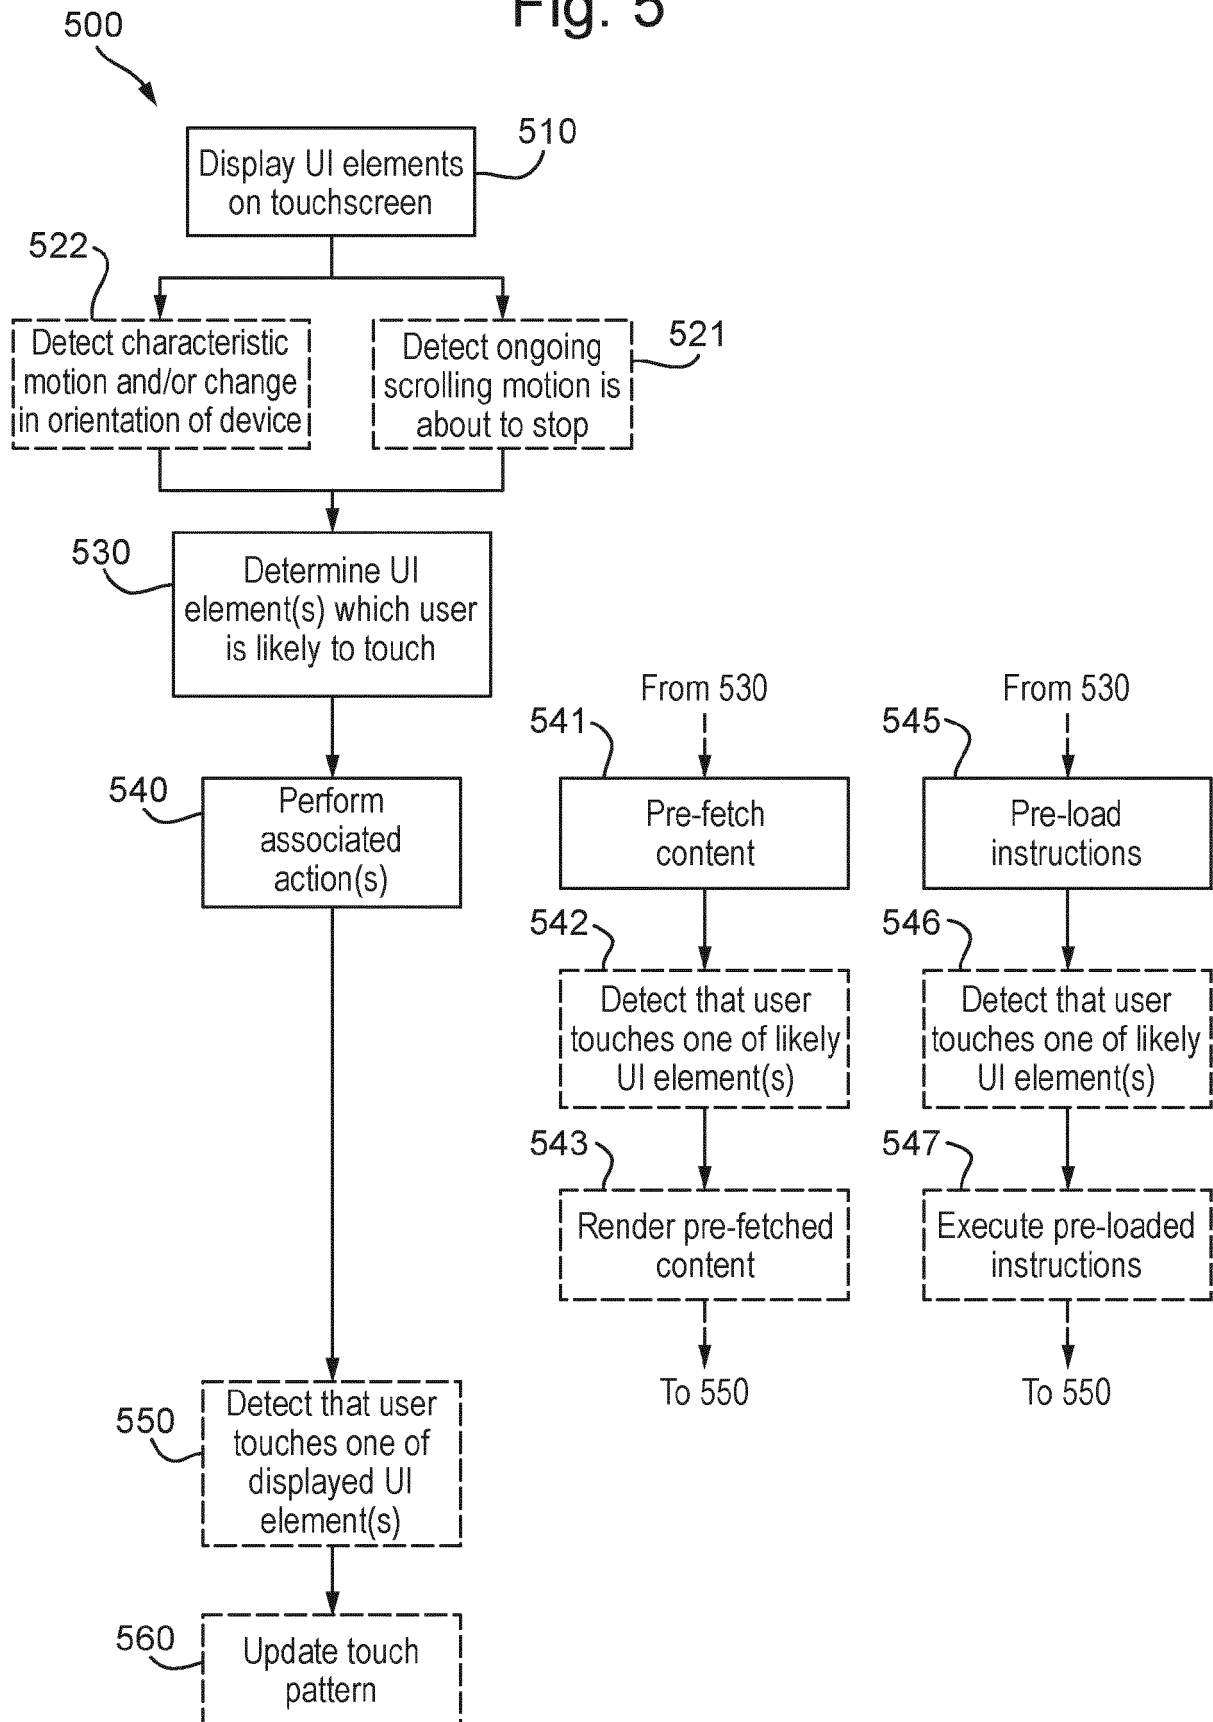 Fig. 5
500
510
Display UI elements
on touchscreen
522
Detect characteristic
motion and/or change
in orientation of device
521
Detect ongoing
scrolling motion is
about to stop
530
Determine UI
element(s) which user
is likely to touch
540
Perform
associated
action(s)
From 530
541
Pre-fetch
content
542
Detect that user
touches one of likely
UI element(s)
543
Render pre-fetched
content
To 550
From 530
545
Pre-load
instructions
546
Detect that user
touches one of likely
UI element(s)
547
Execute pre-loaded
instructions
To 550
550
Detect that user
touches one of
displayed UI
element(s)
560
Update touch
pattern